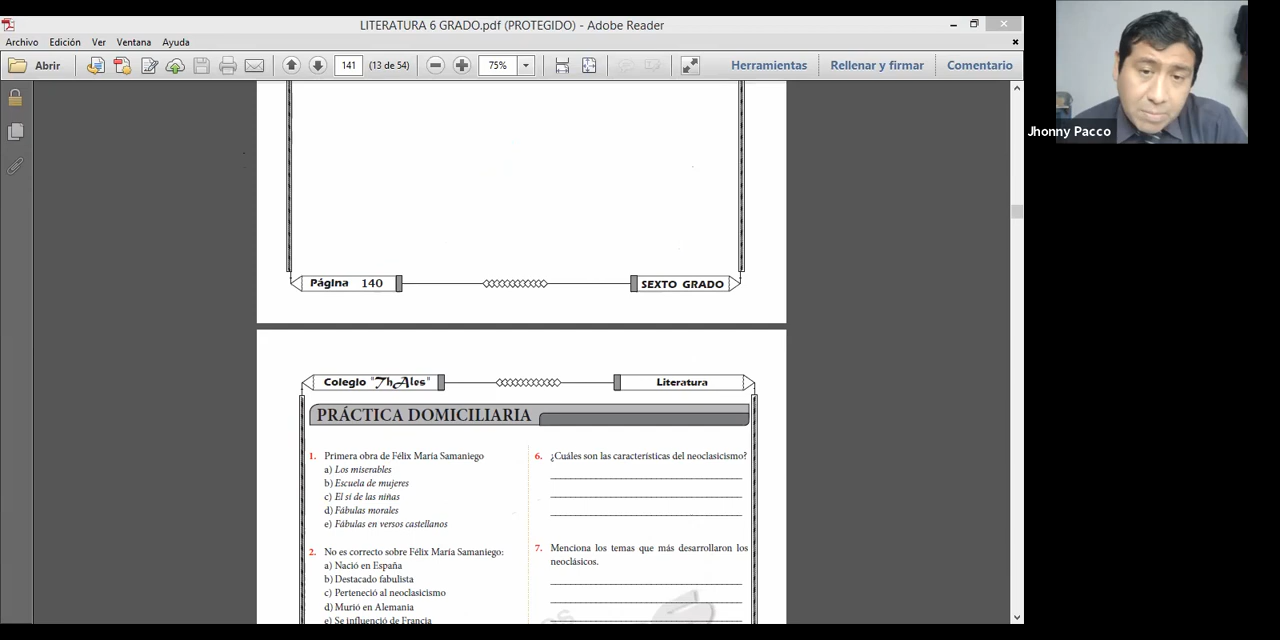 LITERATURA 6 GRADO.pdf (PROTEGIDO) - Adobe Reader
Archivo Edición Ver Ventana Ayuda
Abrir 141 (13 de 54) 75% Herramientas Rellenar y firmar Comentario
Jhonny Pacco
Página 140 SEXTO GRADO
Colegio "ThAles" Literatura
PRÁCTICA DOMICILIARIA
1. Primera obra de Félix María Samaniego
a) Los miserables
b) Escuela de mujeres
c) El sí de las niñas
d) Fábulas morales
e) Fábulas en versos castellanos
2. No es correcto sobre Félix María Samaniego:
a) Nació en España
b) Destacado fabulista
c) Perteneció al neoclasicismo
d) Murió en Alemania
e) Se influenció de Francia
6. ¿Cuáles son las características del neoclasicismo?
7. Menciona los temas que más desarrollaron los
neoclásicos.